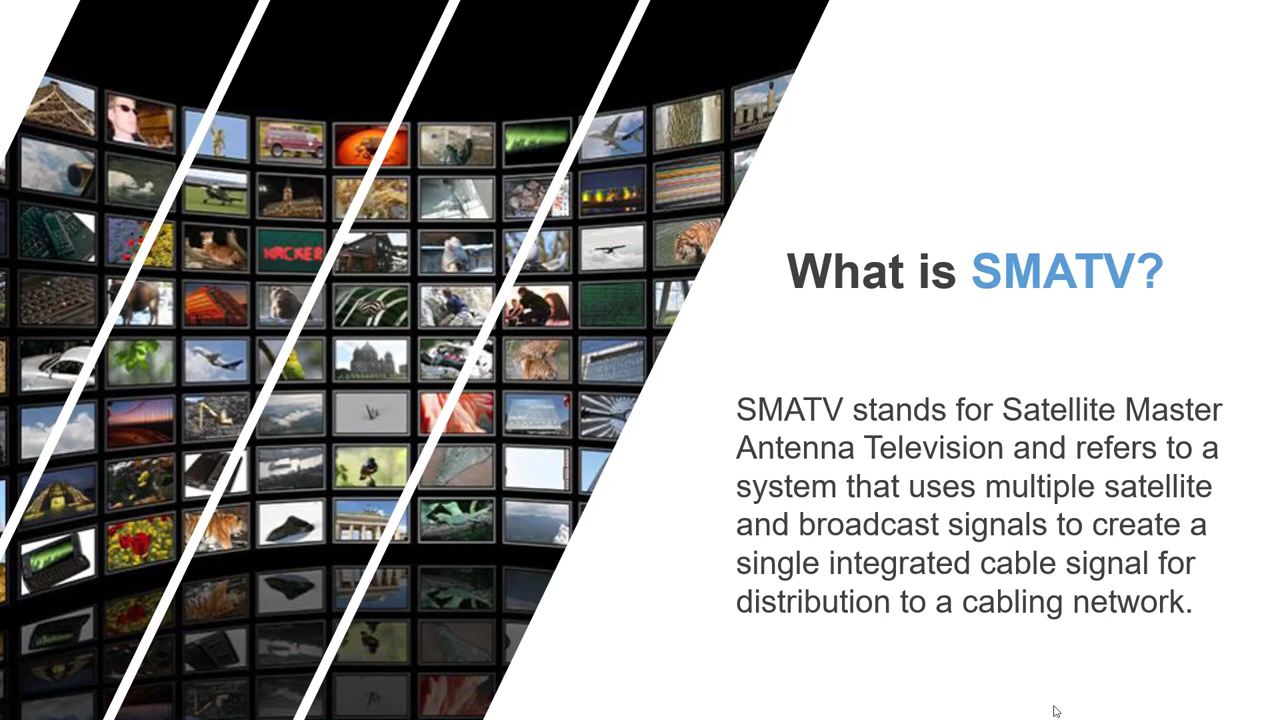 HACKER
What is SMATV?
SMATV stands for Satellite Master
Antenna Television and refers to a
system that uses multiple satellite
and broadcast signals to create a
single integrated cable signal for
distribution to a cabling network.